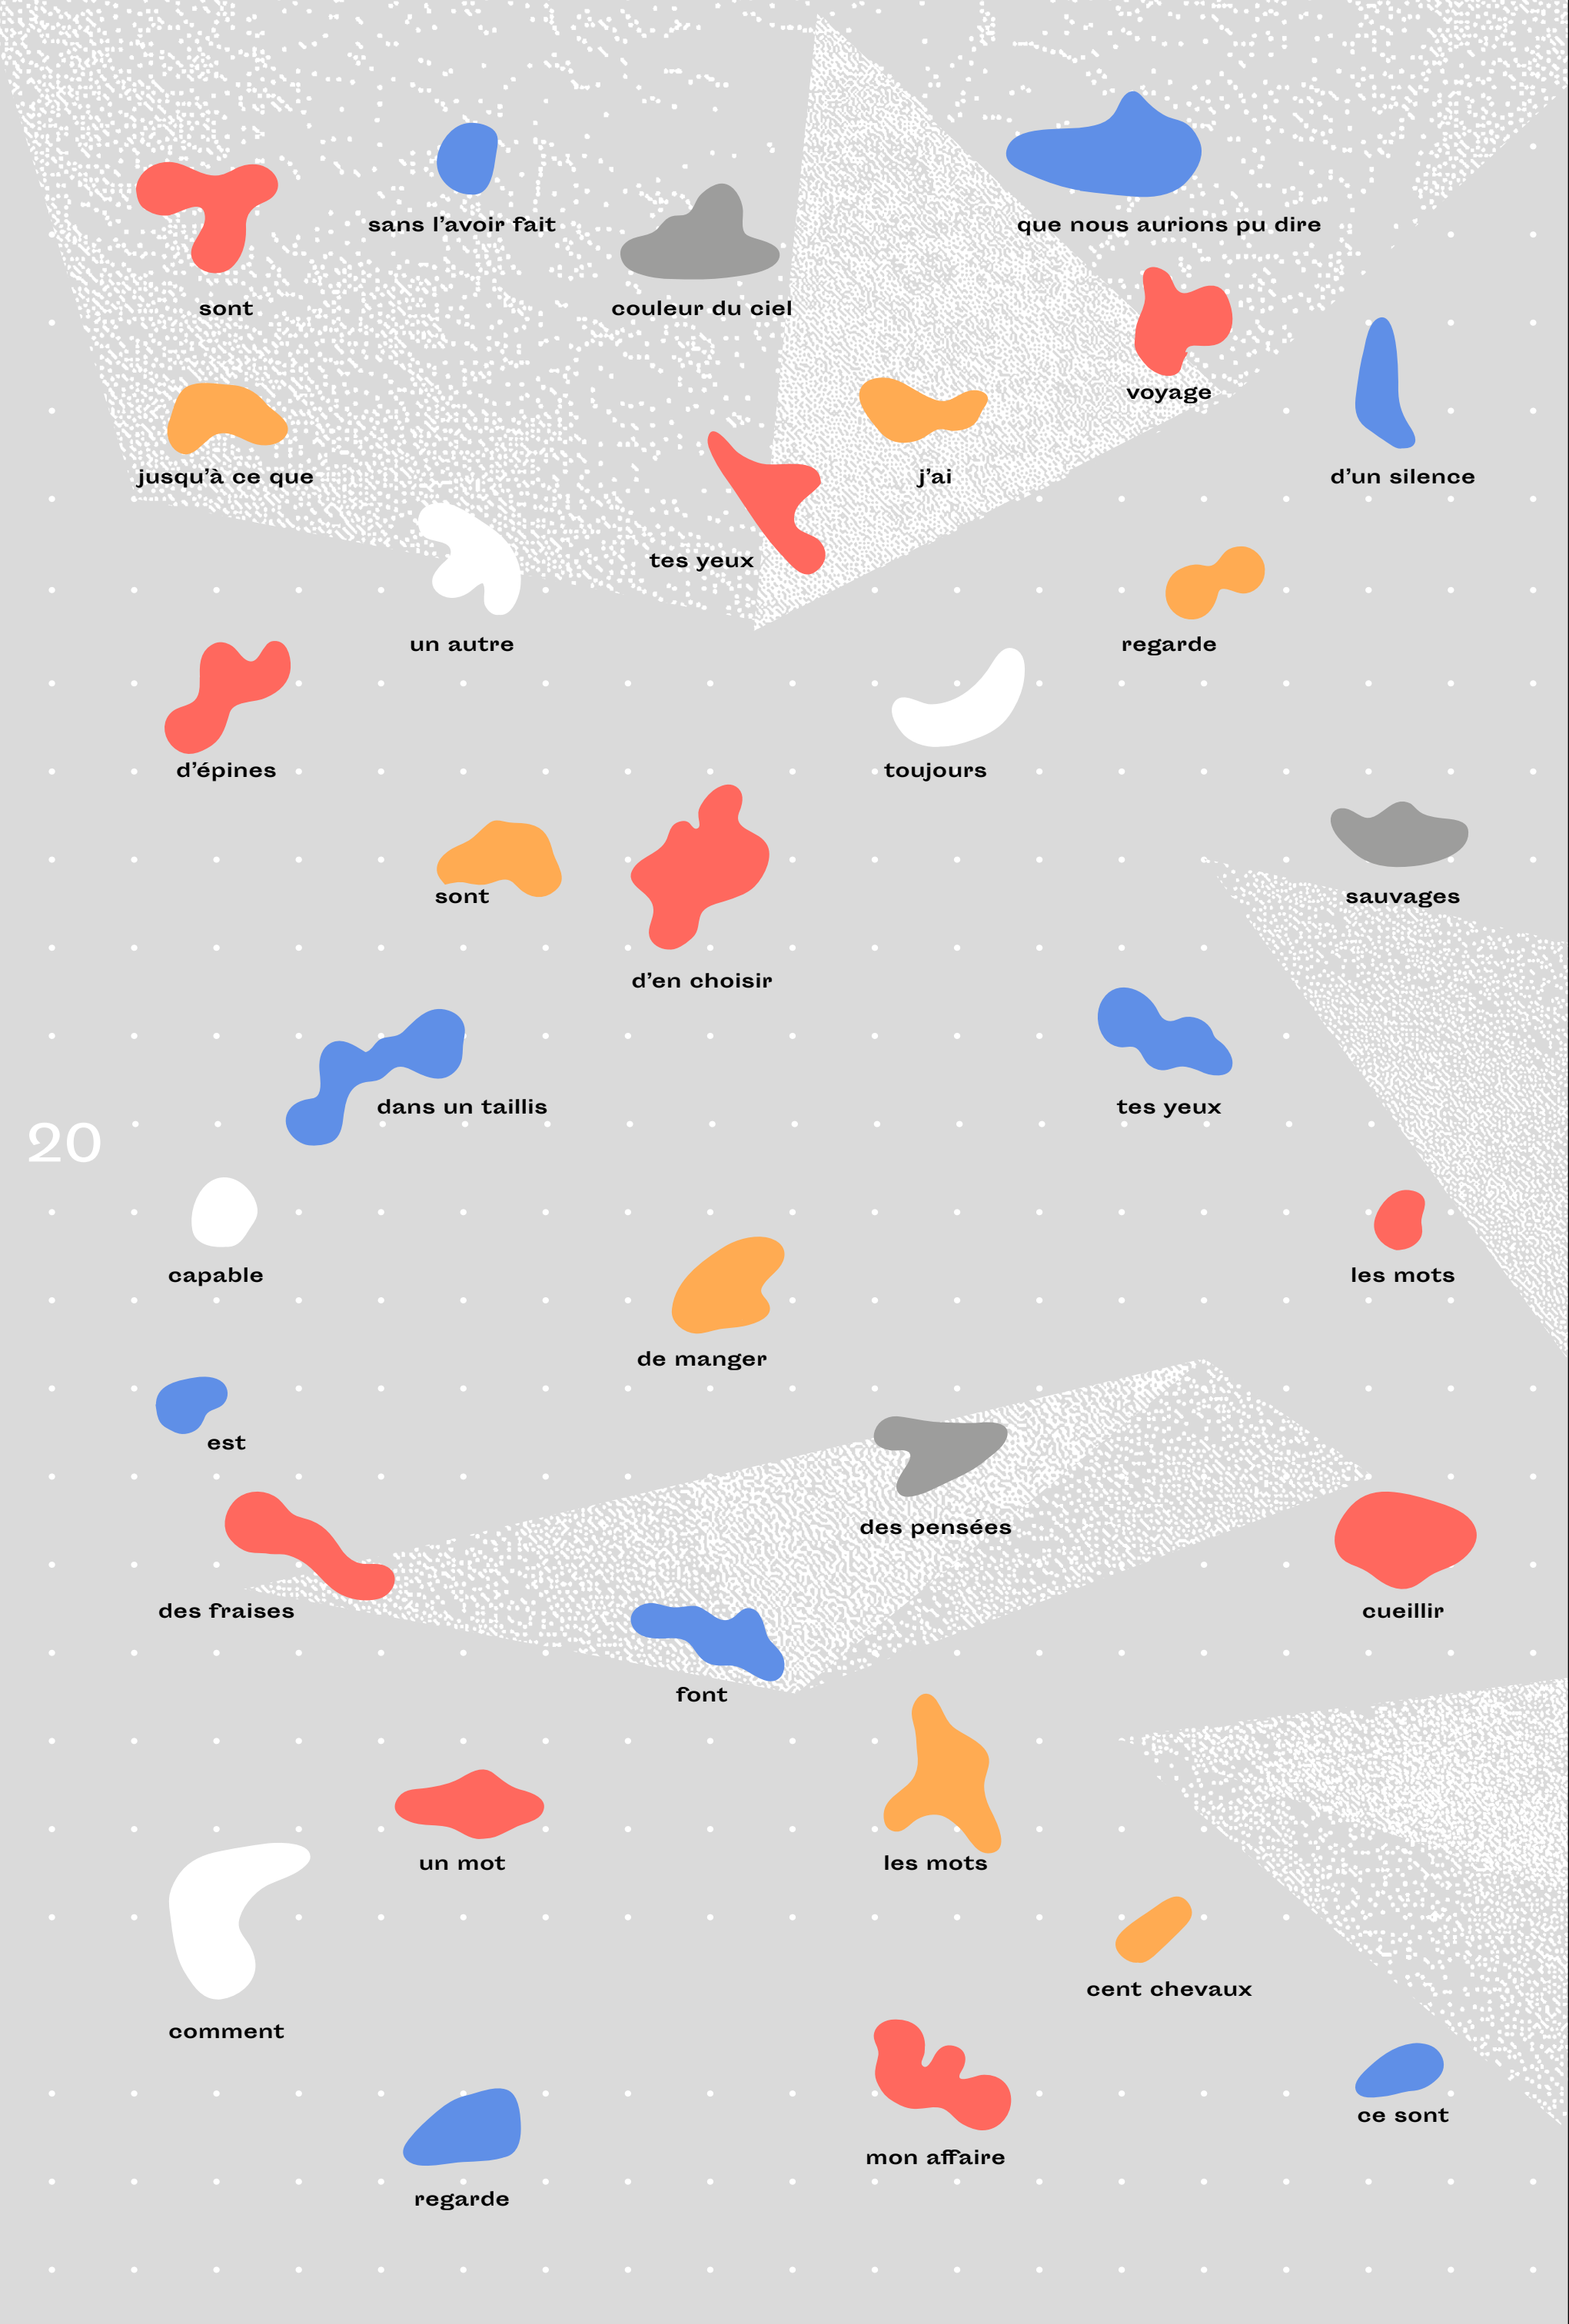 sans l’avoir fait
que nous aurions pu dire
sont
couleur du ciel
voyage
jusqu’à ce que
j’ai
d’un silence
tes yeux
un autre
regarde
d’épines
toujours
sont
sauvages
d’en choisir
dans un taillis
tes yeux
20
capable
les mots
de manger
est
des pensées
des fraises
cueillir
font
un mot
les mots
cent chevaux
comment
ce sont
mon affaire
regarde